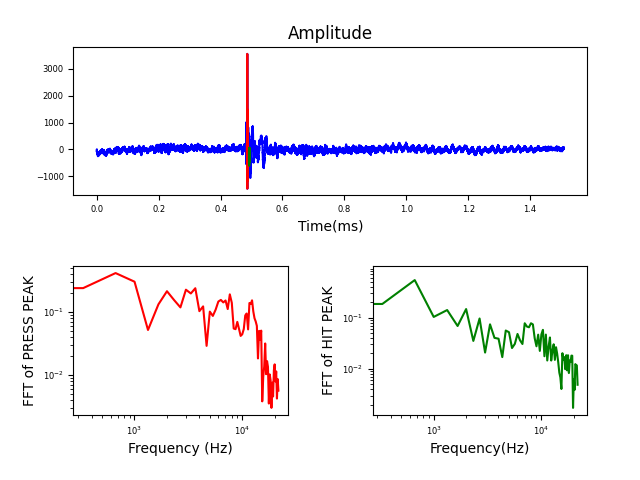 Amplitude
3000
2000
1000
0
−1000
0.0 0.2 0.4 0.6 0.8 1.0 1.2 1.4
Time(ms)
FFT of PRESS PEAK
10⁻¹
10⁻²
10³ 10⁴
Frequency (Hz)
FFT of HIT PEAK
10⁻¹
10⁻²
10³ 10⁴
Frequency(Hz)